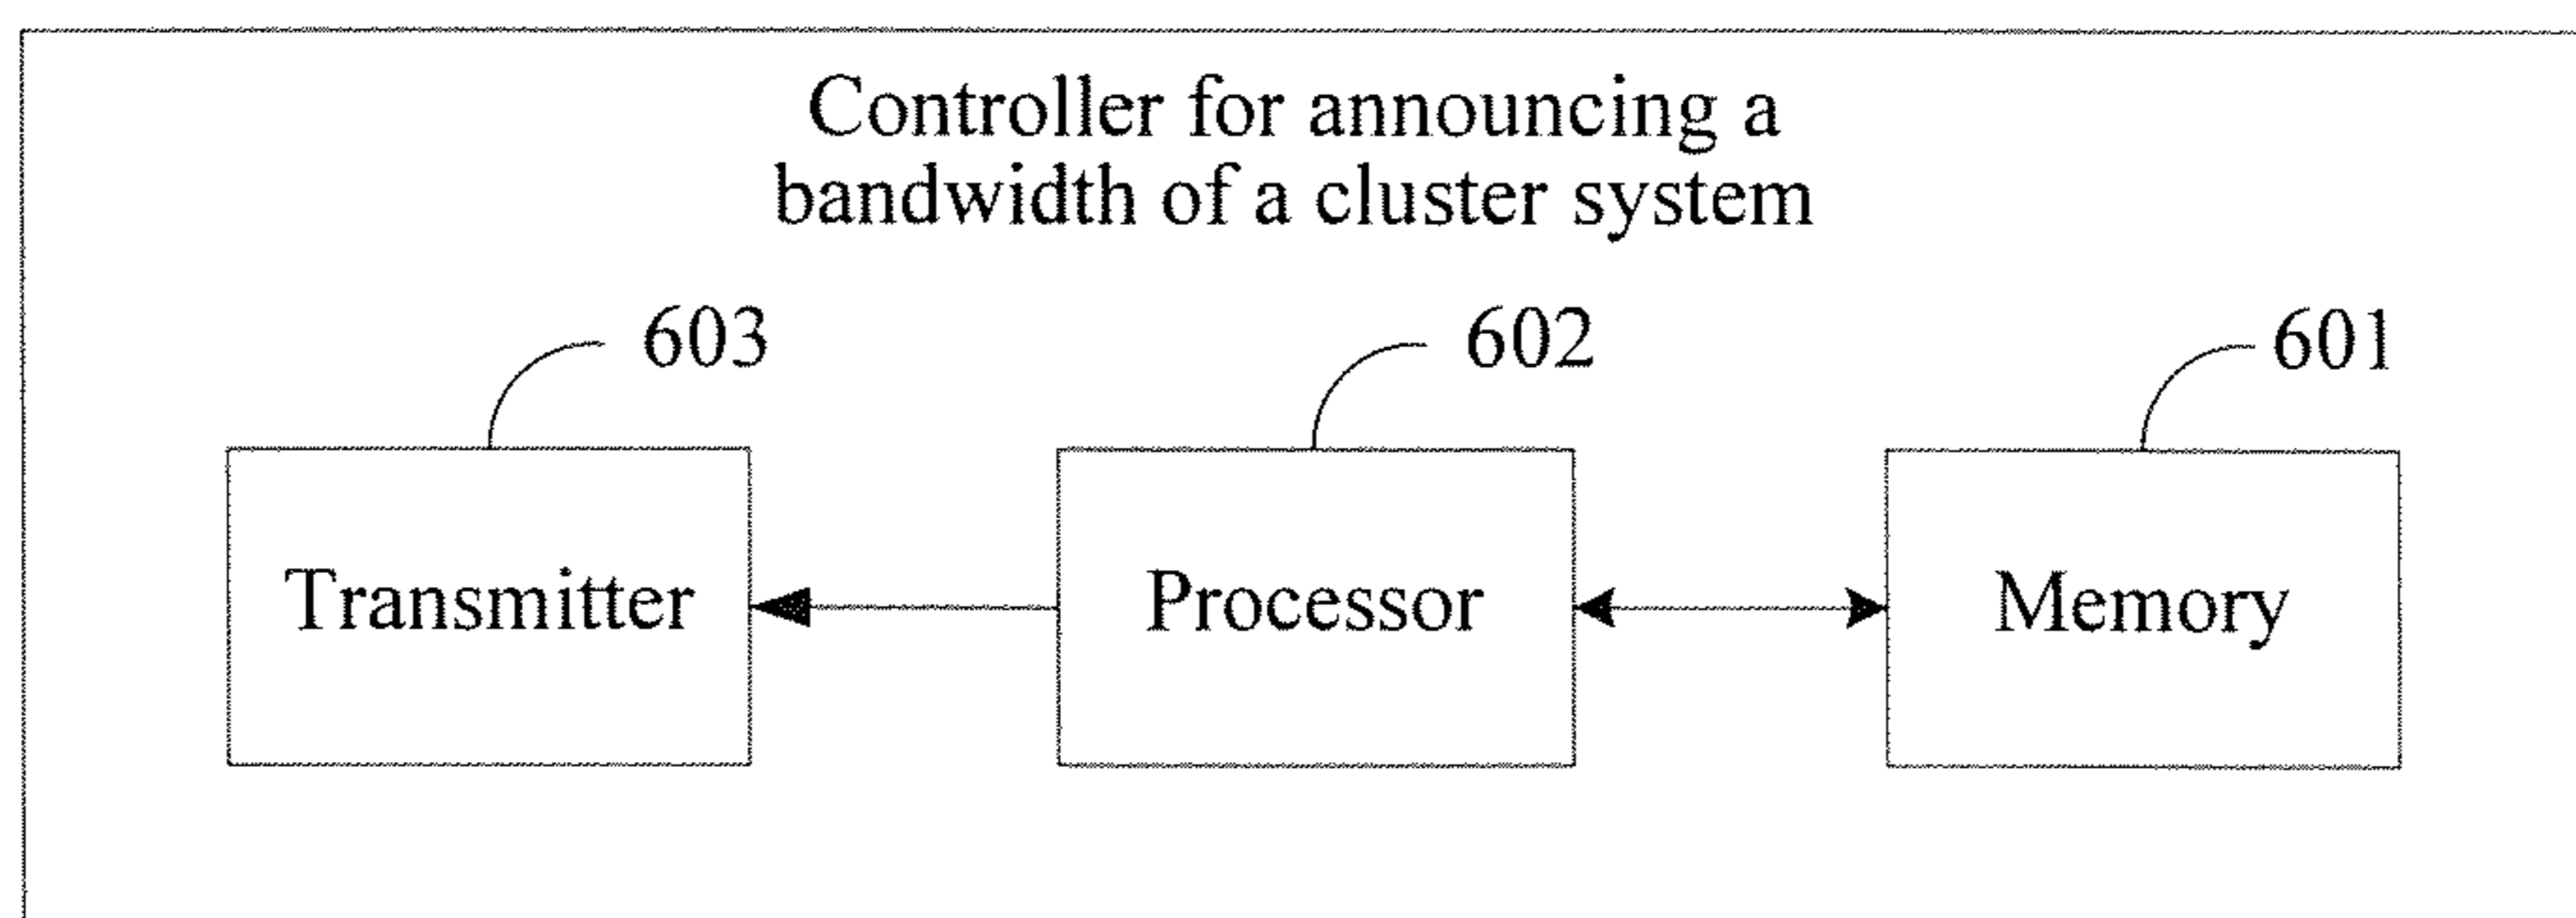 Controller for announcing a
bandwidth of a cluster system
603
602
601
Transmitter
Processor
Memory